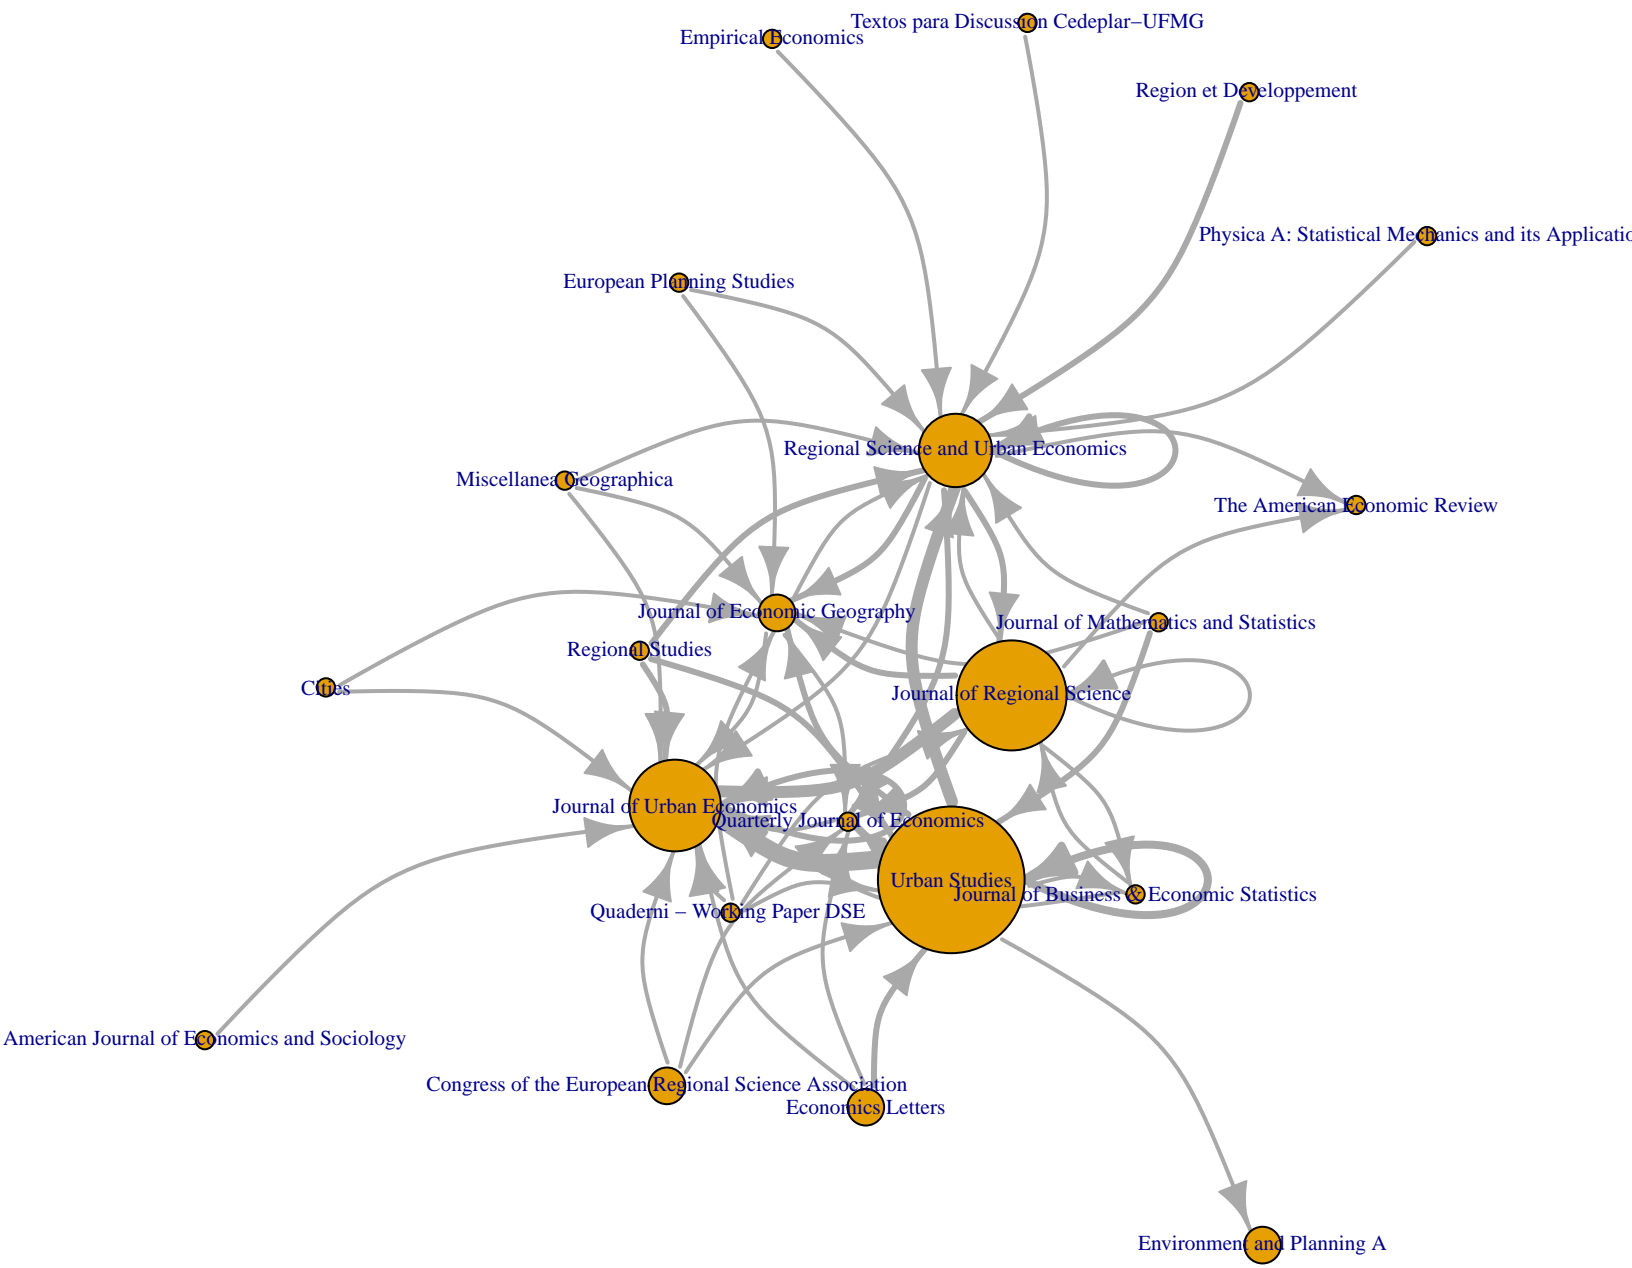 Textos para Discussion Cedeplar−UFMG
Empirical Economics
Region et Developpement
Physica A: Statistical Mechanics and its Applicatio
European Planning Studies
Regional Science and Urban Economics
Miscellanea Geographica
The American Economic Review
Journal of Economic Geography
Journal of Mathematics and Statistics
Regional Studies
Cities
Journal of Regional Science
Journal of Urban Economics
Quarterly Journal of Economics
Urban Studies
Journal of Business & Economic Statistics
Quaderni − Working Paper DSE
American Journal of Economics and Sociology
Congress of the European Regional Science Association
Economics Letters
Environment and Planning A